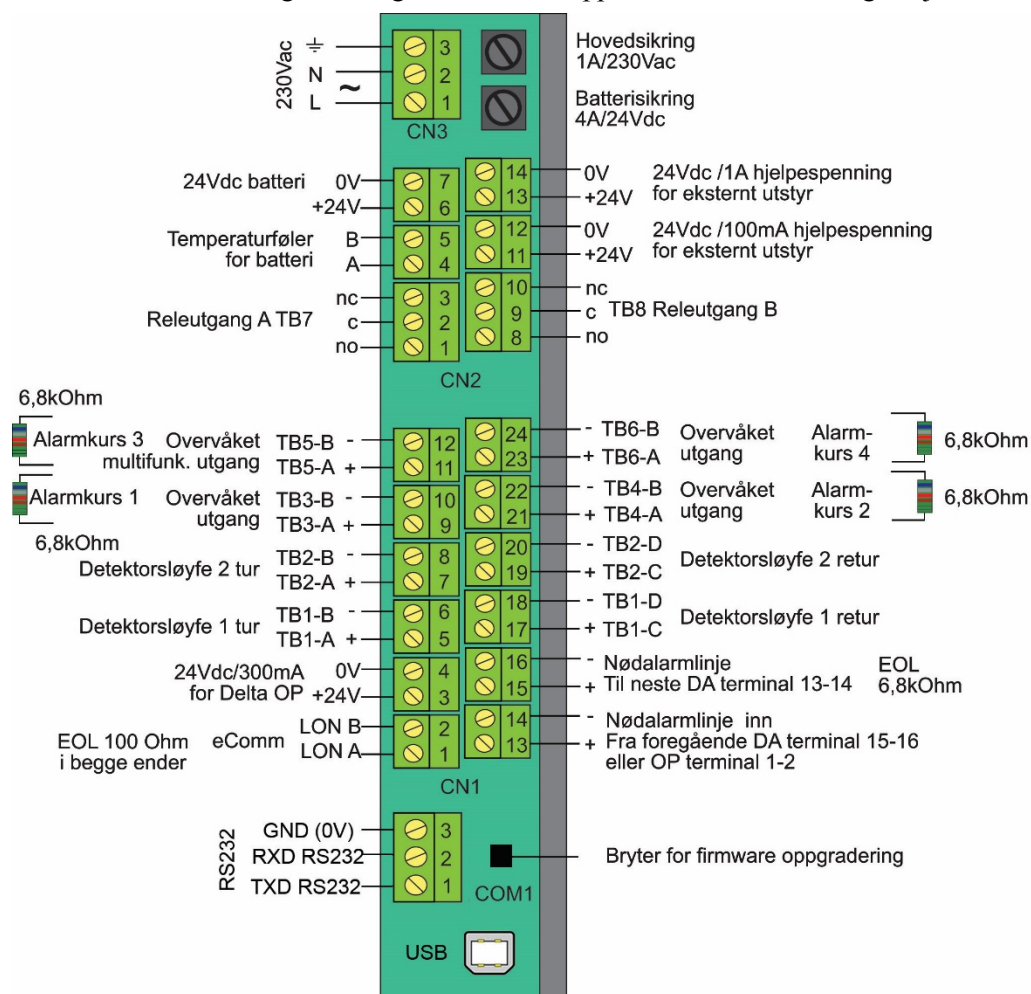 230Vac
N
L
~
3
2
1
CN3
Hovedsikring
1A/230Vac
Batterisikring
4A/24Vdc
24Vdc batteri 0V
+24V
7
6
Temperaturføler B
for batteri A
5
4
nc
Releutgang A TB7 c
no
3
2
1
14
13
0V 24Vdc /1A hjelpespenning
+24V for eksternt utstyr
12
11
0V 24Vdc /100mA hjelpespenning
+24V for eksternt utstyr
10
9
8
nc
c TB8 Releutgang B
no
CN2
6,8kOhm
Alarmkurs 3 Overvåket TB5-B -
multifunk. utgang TB5-A +
12
11
Alarmkurs 1 Overvåket TB3-B -
utgang TB3-A +
10
9
6,8kOhm
Detektorsløyfe 2 tur TB2-B -
TB2-A +
8
7
Detektorsløyfe 1 tur TB1-B -
TB1-A +
6
5
24Vdc/300mA 0V
for Delta OP +24V
4
3
EOL 100 Ohm eComm LON B
i begge ender LON A
2
1
24
23
- TB6-B Overvåket Alarm-
+ TB6-A utgang kurs 4
6,8kOhm
22
21
- TB4-B Overvåket Alarm-
+ TB4-A utgang kurs 2
6,8kOhm
20
19
- TB2-D Detektorsløyfe 2 retur
+ TB2-C
18
17
- TB1-D Detektorsløyfe 1 retur
+ TB1-C
16
15
- Nødalarmlinje EOL
+ Til neste DA terminal 13-14 6,8kOhm
14
13
- Nødalarmlinje inn
+ Fra foregående DA terminal 15-16
eller OP terminal 1-2
CN1
RS232
GND (0V)
RXD RS232
TXD RS232
3
2
1
COM1
Bryter for firmware oppgradering
USB